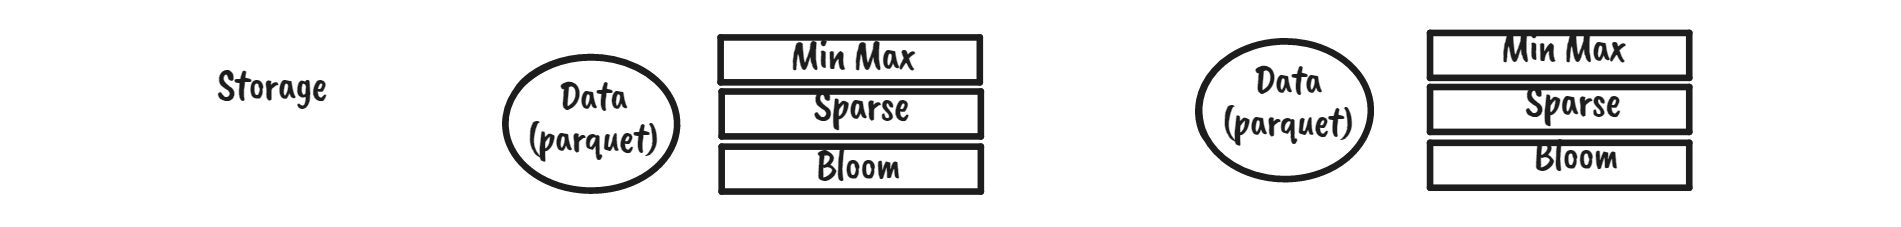 Storage
Data
(parquet)
Min Max
Sparse
Bloom
Data
(parquet)
Min Max
Sparse
Bloom